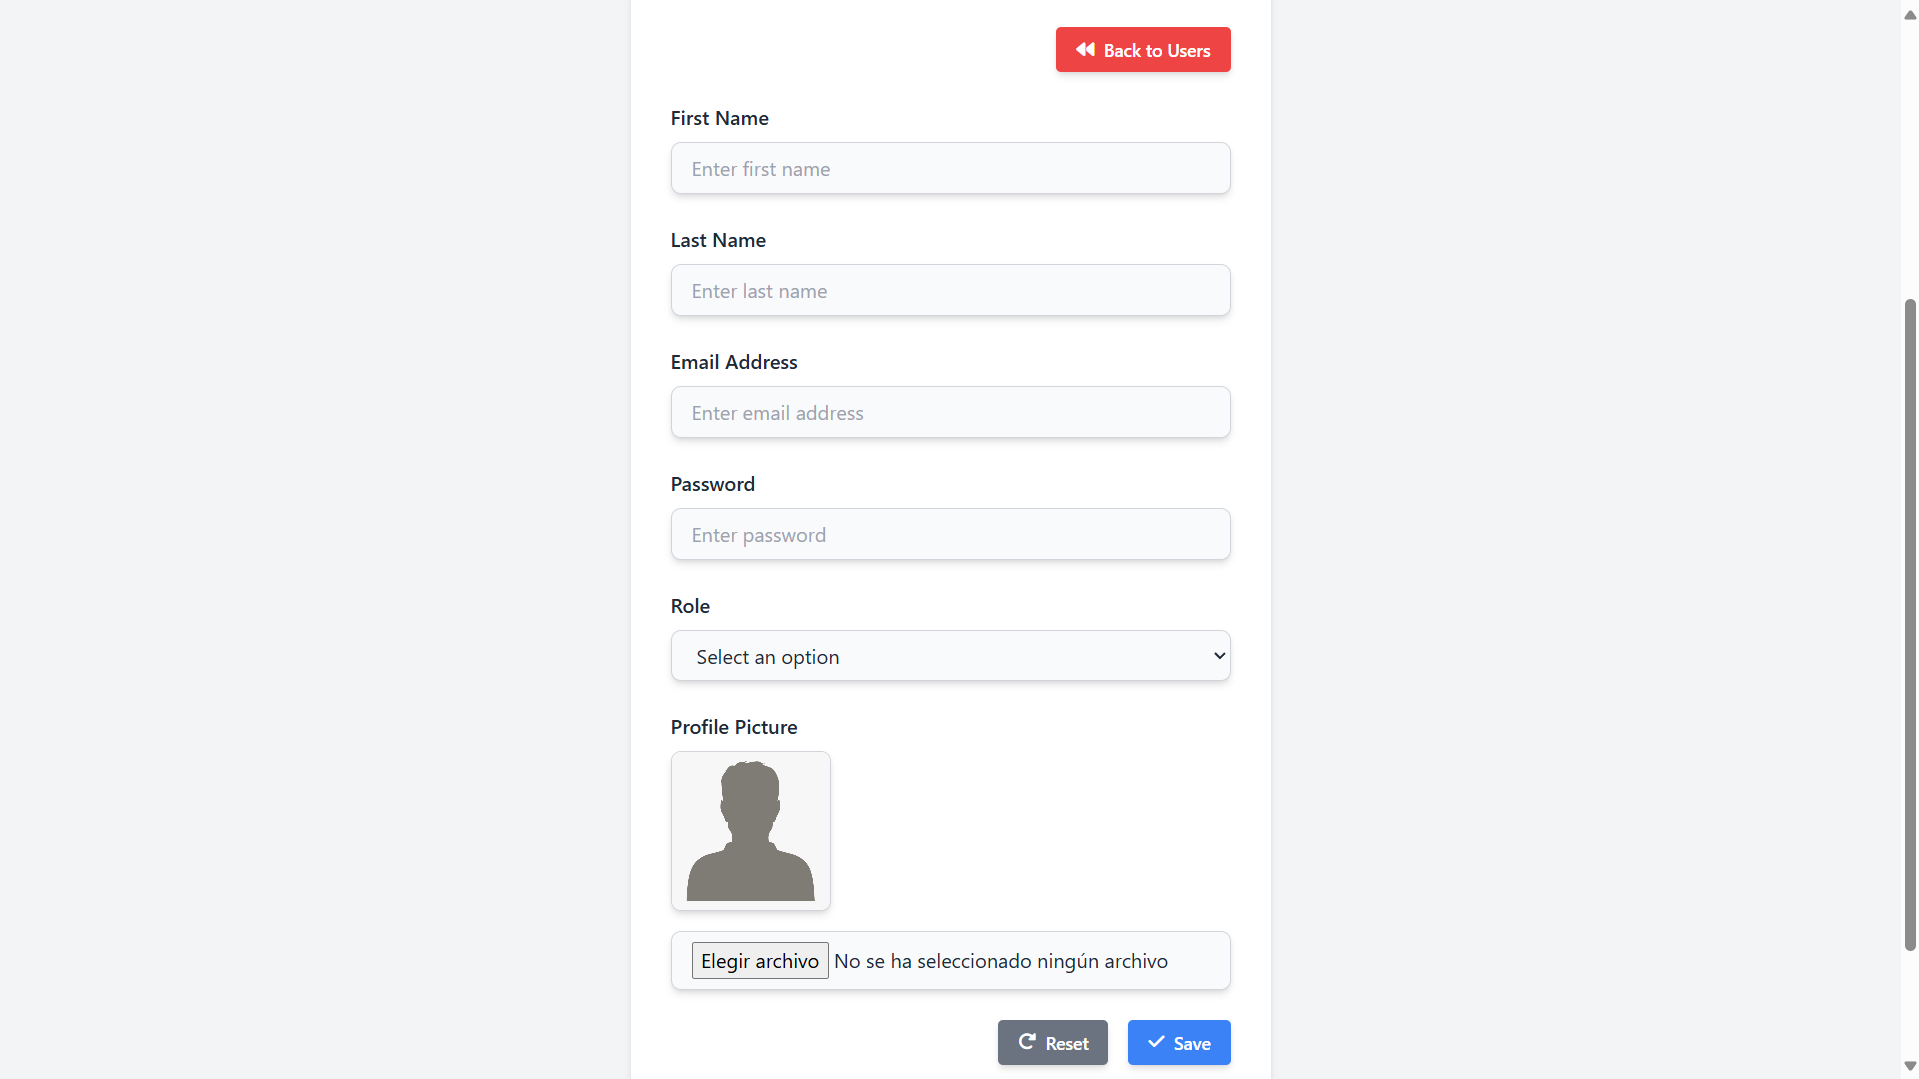 Back to Users
First Name
Enter first name
Last Name
Enter last name
Email Address
Enter email address
Password
Enter password
Role
Select an option
Profile Picture
Elegir archivo No se ha seleccionado ningún archivo
Reset Save